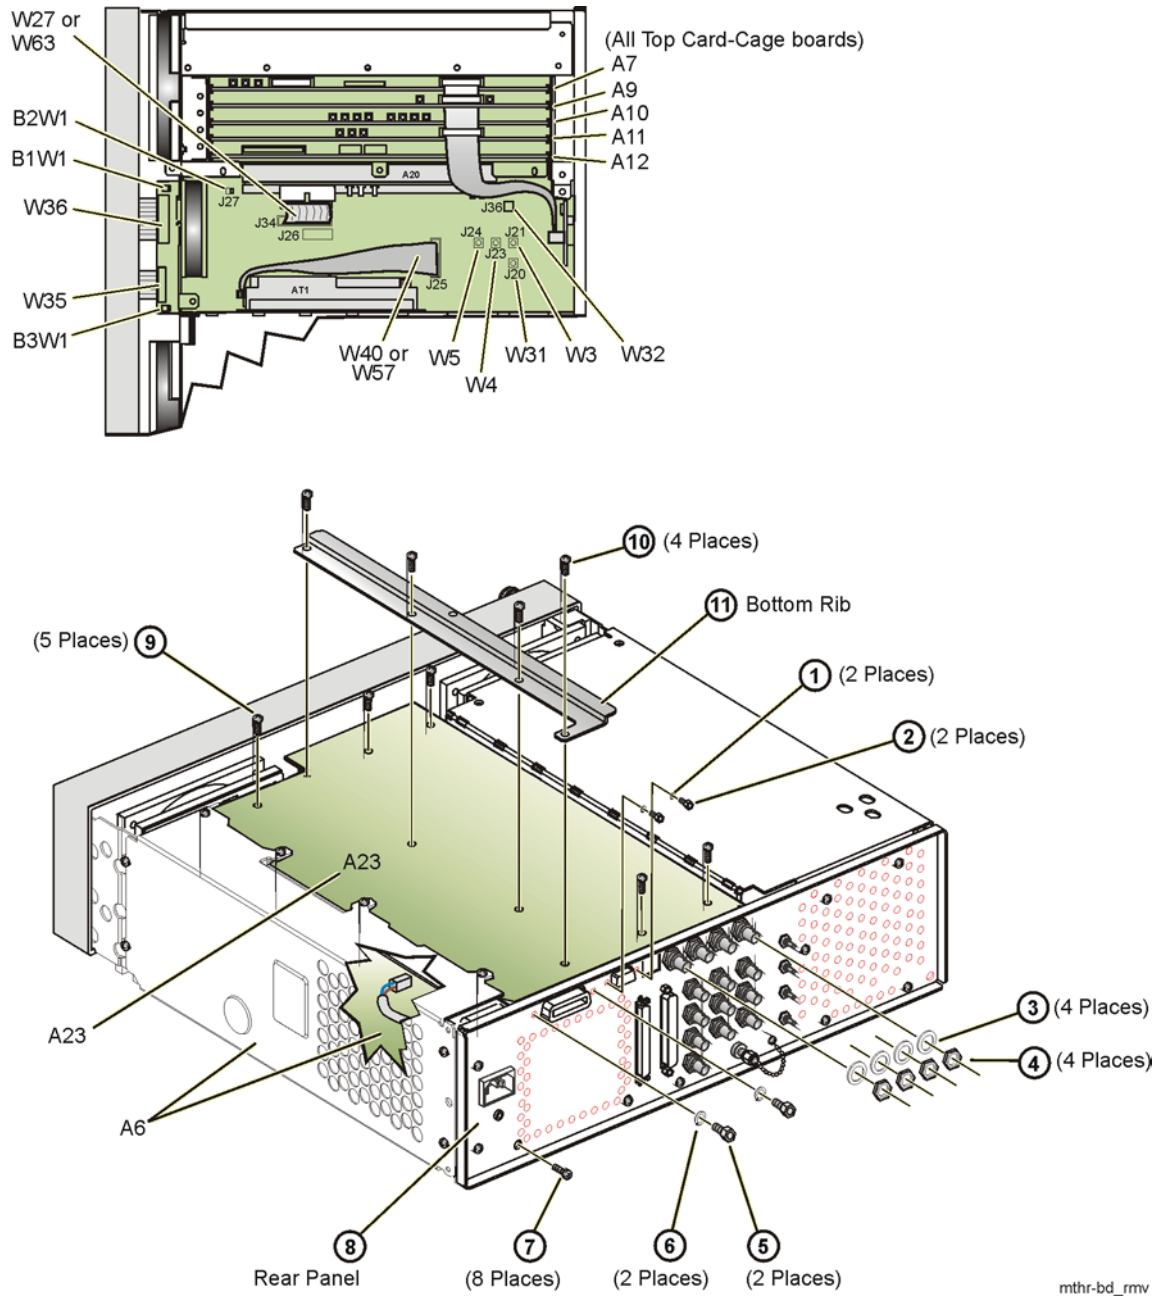 W27 or
W63
(All Top Card-Cage boards)
A7
A9
A10
A11
A12
B2W1
B1W1
W36
W35
B3W1
A20
J27
J34
J26
J36
J24
J23
J21
J20
J25
AT1
W40 or
W57
W5
W4
W31
W3
W32
10 (4 Places)
11 Bottom Rib
(5 Places) 9
1 (2 Places)
2 (2 Places)
A23
A23
A6
3 (4 Places)
4 (4 Places)
8
Rear Panel
7
(8 Places)
6
(2 Places)
5
(2 Places)
mthr-bd_rmv